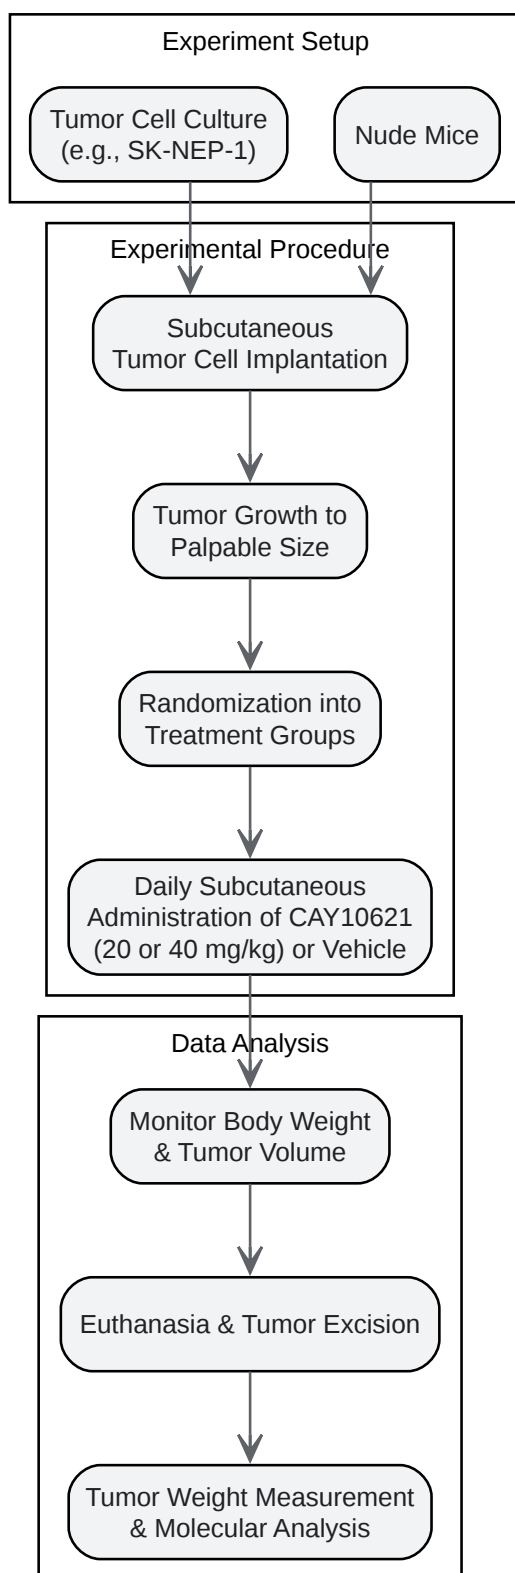 Experiment Setup
Tumor Cell Culture
(e.g., SK-NEP-1)
Nude Mice
Experimental Procedure
Subcutaneous
Tumor Cell Implantation
Tumor Growth to
Palpable Size
Randomization into
Treatment Groups
Daily Subcutaneous
Administration of CAY10621
(20 or 40 mg/kg) or Vehicle
Data Analysis
Monitor Body Weight
& Tumor Volume
Euthanasia & Tumor Excision
Tumor Weight Measurement
& Molecular Analysis